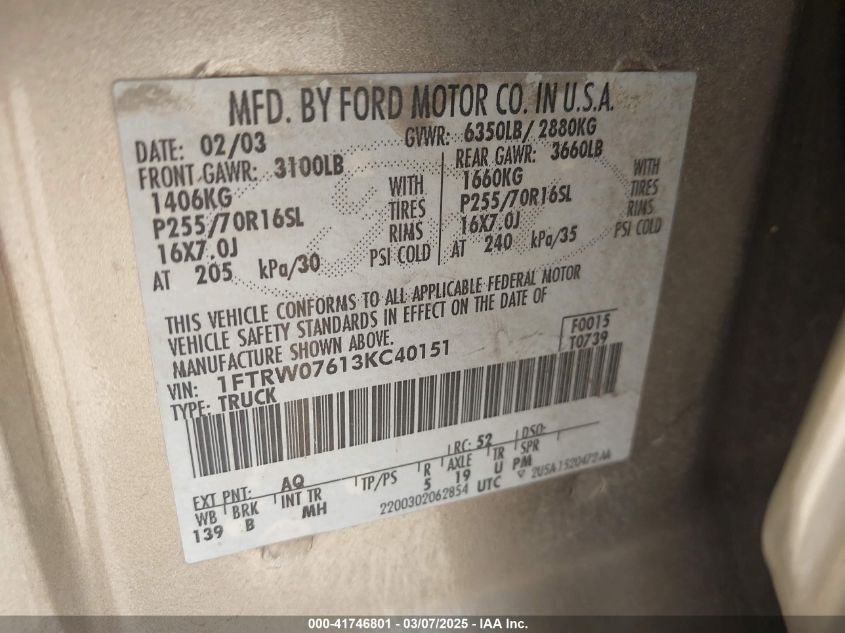 MFD. BY FORD MOTOR CO. IN U.S.A.
DATE: 02/03 GVWR: 6350LB/ 2880KG
FRONT GAWR: 3100LB REAR GAWR: 3660LB
1406KG WITH 1660KG WITH
P255/70R16SL TIRES P255/70R16SL TIRES
16X7.0J RIMS 16X7.0J RIMS
AT 205 kPa/30 PSI COLD AT 240 kPa/35 PSI COLD
THIS VEHICLE CONFORMS TO ALL APPLICABLE FEDERAL MOTOR
VEHICLE SAFETY STANDARDS IN EFFECT ON THE DATE OF
MANUFACTURE SHOWN ABOVE.
F0015
VIN: 1FTRW07613KC40151 T0739
TYPE: TRUCK
EXT PNT: AQ RC: 52 DSO:
WB BRK INT TR TP/PS R AXLE TR SPR
139 B MH 5 19 U PM
2200302062854 UTC 2U5A-1520472-AA
000-41746801 - 03/07/2025 - IAA Inc.